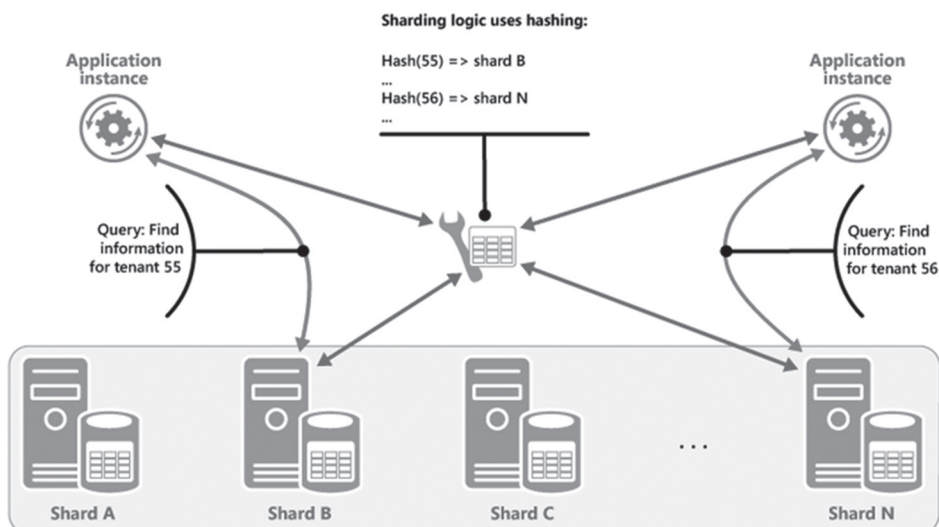 Sharding logic uses hashing:
Hash(55) => shard B
...
Hash(56) => shard N
...
Application
instance
Application
instance
Query: Find
information
for tenant 55
Query: Find
information
for tenant 56
...
Shard A
Shard B
Shard C
Shard N